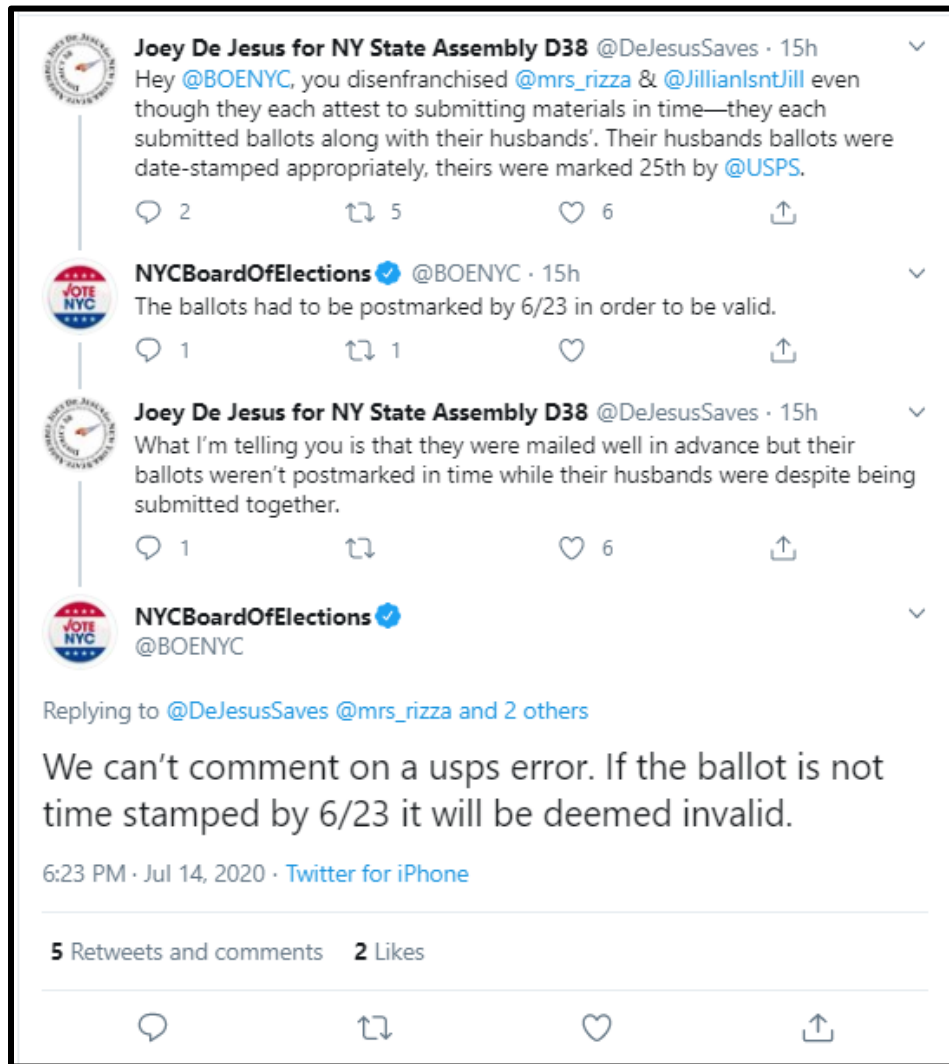 Joey De Jesus for NY State Assembly D38 @DeJesusSaves · 15h
Hey @BOENYC, you disenfranchised @mrs_rizza & @JillianIsntJill even
though they each attest to submitting materials in time—they each
submitted ballots along with their husbands’. Their husbands ballots were
date-stamped appropriately, theirs were marked 25th by @USPS.
2 5 6
VOTE
NYC
NYCBoardOfElections @BOENYC · 15h
The ballots had to be postmarked by 6/23 in order to be valid.
1 1
Joey De Jesus for NY State Assembly D38 @DeJesusSaves · 15h
What I’m telling you is that they were mailed well in advance but their
ballots weren’t postmarked in time while their husbands were despite being
submitted together.
1 6
VOTE
NYC
NYCBoardOfElections
@BOENYC
Replying to @DeJesusSaves @mrs_rizza and 2 others
We can’t comment on a usps error. If the ballot is not
time stamped by 6/23 it will be deemed invalid.
6:23 PM · Jul 14, 2020 · Twitter for iPhone
5 Retweets and comments 2 Likes